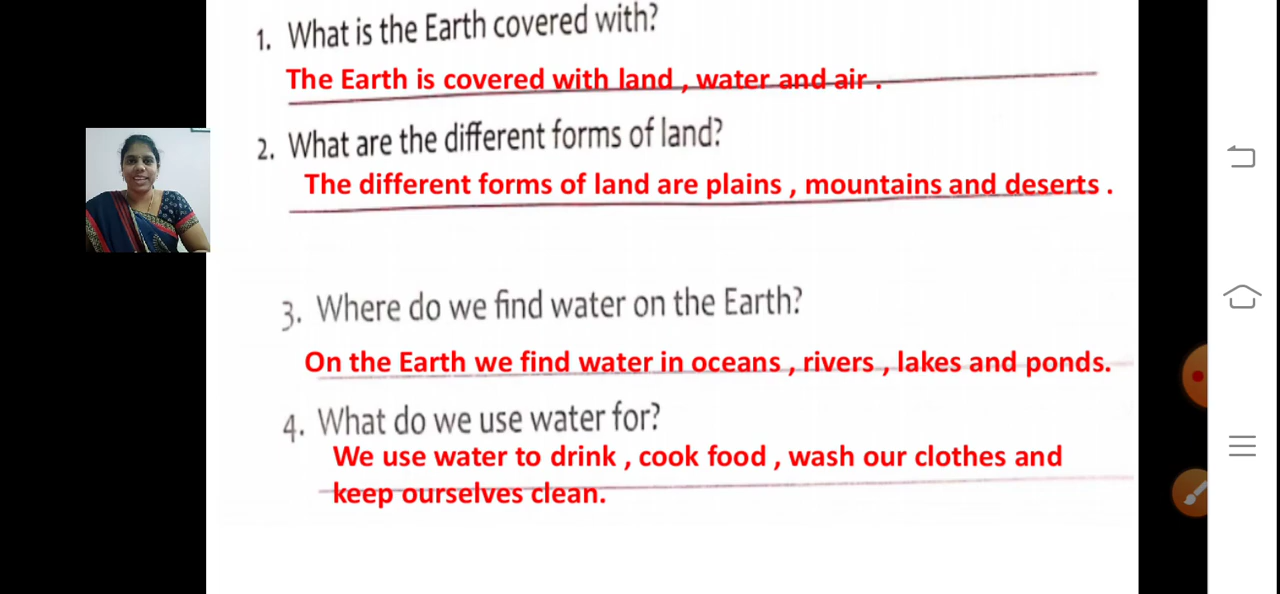 1. What is the Earth covered with?
The Earth is covered with land , water and air .
2. What are the different forms of land?
The different forms of land are plains , mountains and deserts .
3. Where do we find water on the Earth?
On the Earth we find water in oceans , rivers , lakes and ponds.
4. What do we use water for?
We use water to drink , cook food , wash our clothes and
keep ourselves clean.